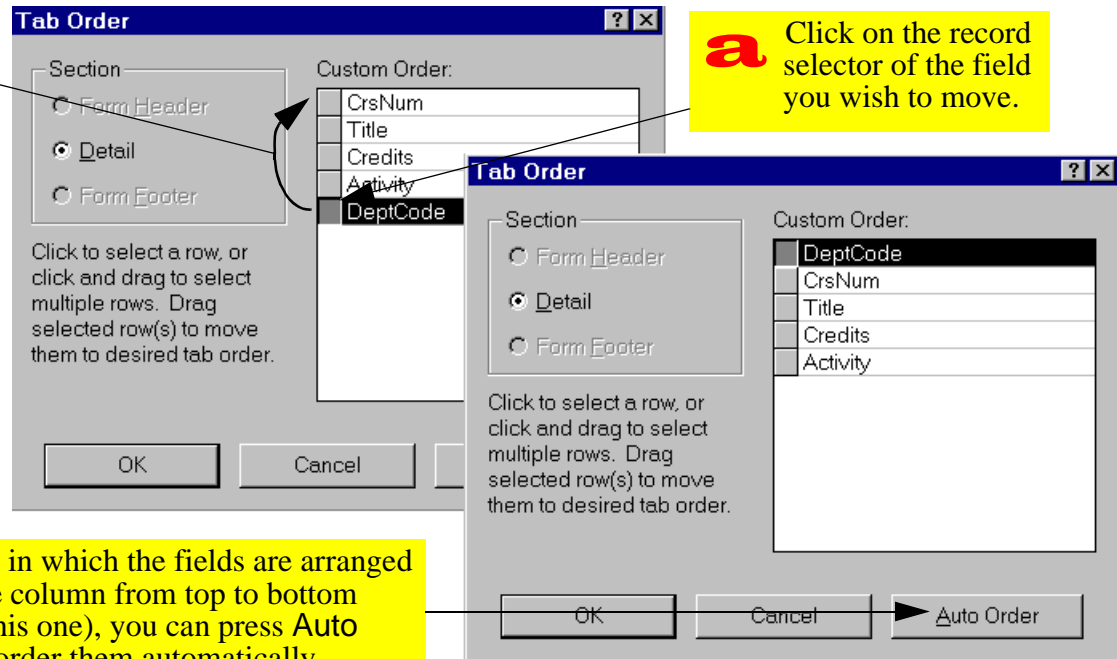 Tab Order
Section
Form Header
Detail
Form Footer
Click to select a row, or
click and drag to select
multiple rows. Drag
selected row(s) to move
them to desired tab order.
Custom Order:
CrsNum
Title
Credits
Activity
DeptCode
OK
Cancel
a
Click on the record
selector of the field
you wish to move.
Tab Order
Section
Form Header
Detail
Form Footer
Click to select a row, or
click and drag to select
multiple rows. Drag
selected row(s) to move
them to desired tab order.
Custom Order:
DeptCode
CrsNum
Title
Credits
Activity
OK
Cancel
Auto Order
in which the fields are arranged
column from top to bottom
this one), you can press Auto
order them automatically